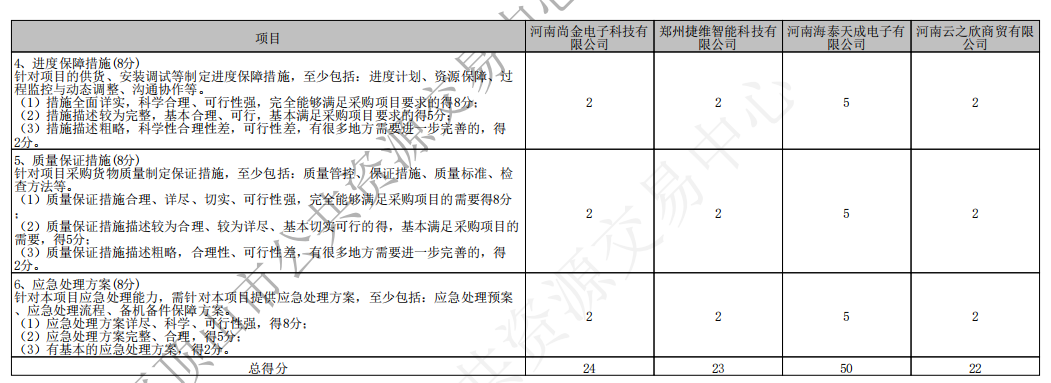 项目
河南尚金电子科技有
限公司
郑州捷维智能科技有
限公司
河南海泰天成电子有
限公司
河南云之欣商贸有限
公司
4、进度保障措施(8分)
针对项目的供货、安装调试等制定进度保障措施，至少包括：进度计划、资源保障、过
程监控与动态调整、沟通协作等。
（1）措施全面详实，科学合理、可行性强，完全能够满足采购项目要求的得8分；
（2）措施描述较为完整，基本合理、可行，基本满足采购项目要求的得5分；
（3）措施描述粗略，科学性合理性差，可行性差，有很多地方需要进一步完善的，得
2分。
2
2
5
2
5、质量保证措施(8分)
针对项目采购货物质量制定保证措施，至少包括：质量管控、保证措施、质量标准、检
查方法等。
（1）质量保证措施合理、详尽、切实、可行性强，完全能够满足采购项目的需要得8分
；
（2）质量保证措施描述较为合理、较为详尽、基本切实可行的得，基本满足采购项目的
需要，得5分；
（3）质量保证措施描述粗略，合理性、可行性差，有很多地方需要进一步完善的，得
2分。
2
2
5
2
6、应急处理方案(8分)
针对本项目应急处理能力，需针对本项目提供应急处理方案，至少包括：应急处理预案
、应急处理流程、备机备件保障方案。
（1）应急处理方案详尽、科学、可行性强，得8分；
（2）应急处理方案完整、合理，得5分；
（3）有基本的应急处理方案，得2分。
2
2
5
2
总得分
24
23
50
22
顶山市公共资源交易中心
共资源交易中心